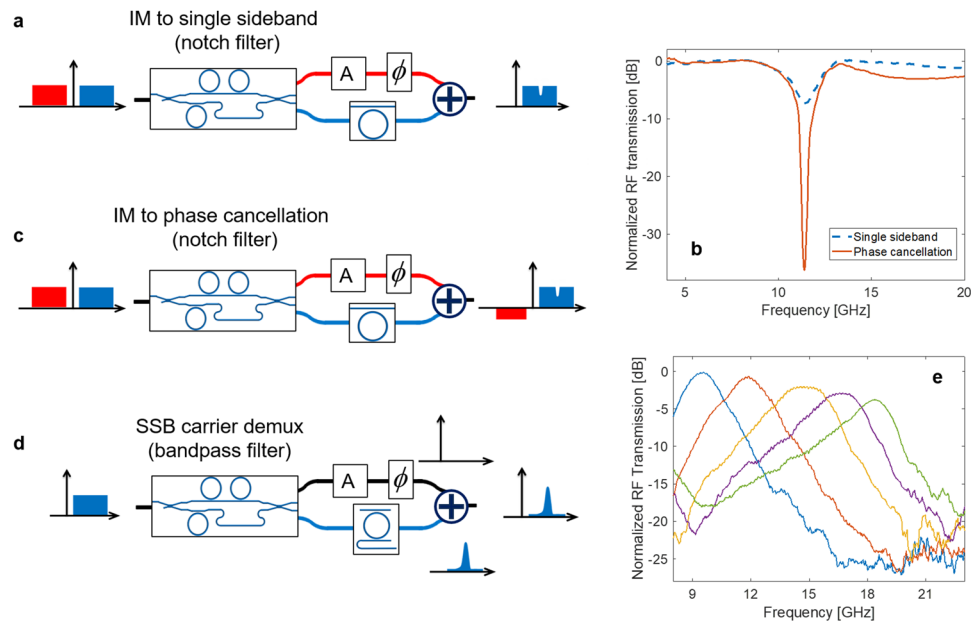 a
IM to single sideband
(notch filter)
A
ϕ
c
IM to phase cancellation
(notch filter)
A
ϕ
d
SSB carrier demux
(bandpass filter)
A
ϕ
Normalized RF transmission [dB]
0
-10
-20
-30
b
Single sideband
Phase cancellation
5
10
15
20
Frequency [GHz]
Normalized RF Transmission [dB]
0
-5
-10
-15
-20
-25
e
9
12
15
18
21
Frequency [GHz]